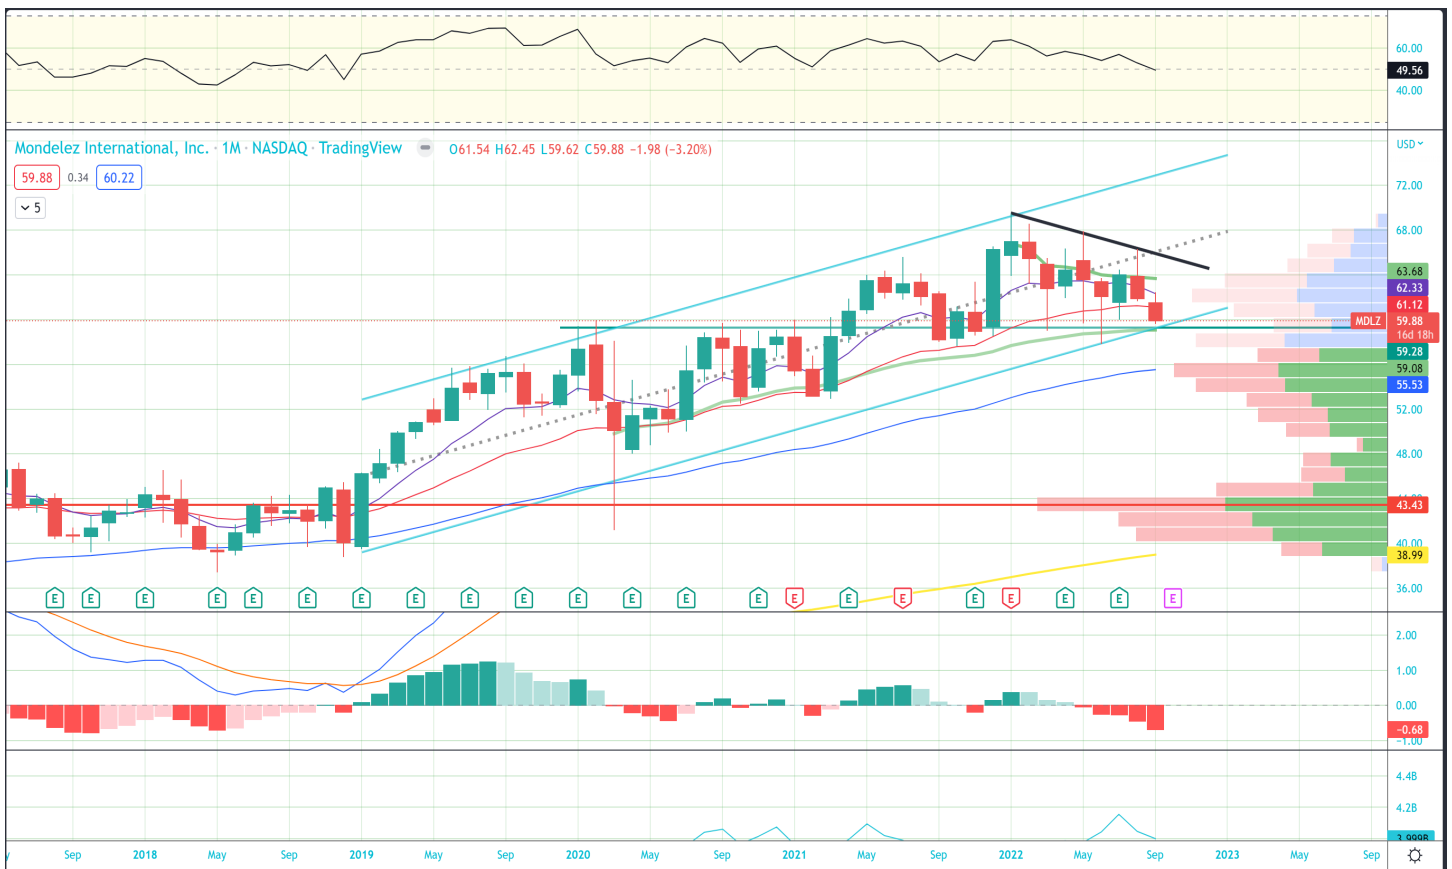 60.00
49.56
40.00
Mondelez International, Inc. · 1M · NASDAQ · TradingView
O61.54 H62.45 L59.62 C59.88 −1.98 (−3.20%)
USD
59.88 0.34 60.22
5
72.00
68.00
63.68
62.33
61.12
MDLZ 59.88
16d 18h
59.28
59.08
55.53
52.00
48.00
43.43
40.00
38.99
36.00
E E E E E E E E E E E E E E E E E E E E E E
2.00
1.00
0.00
−0.68
−1.00
4.4B
4.2B
3.999B
Sep 2018 May Sep 2019 May Sep 2020 May Sep 2021 May Sep 2022 May Sep 2023 May Sep